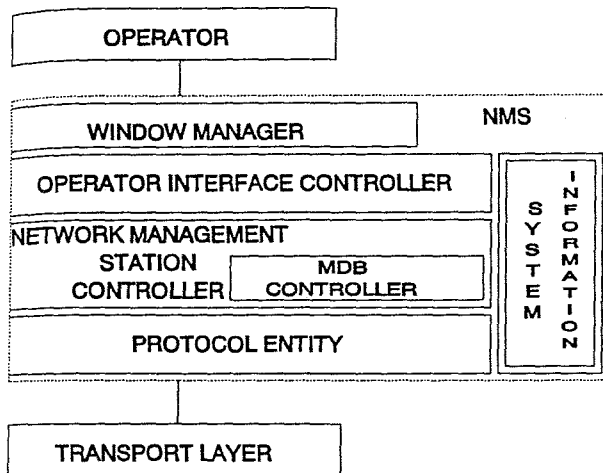 OPERATOR
NMS
WINDOW MANAGER
OPERATOR INTERFACE CONTROLLER
NETWORK MANAGEMENT
STATION
CONTROLLER
MDB
CONTROLLER
PROTOCOL ENTITY
SYSTEM
INFORMATION
TRANSPORT LAYER